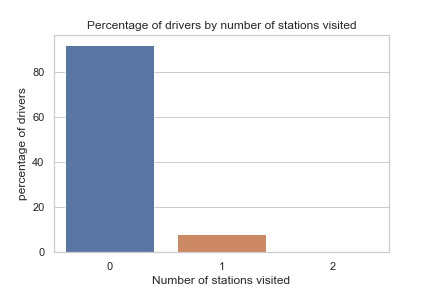 Percentage of drivers by number of stations visited
percentage of drivers
80
60
40
20
0
0 1 2
Number of stations visited